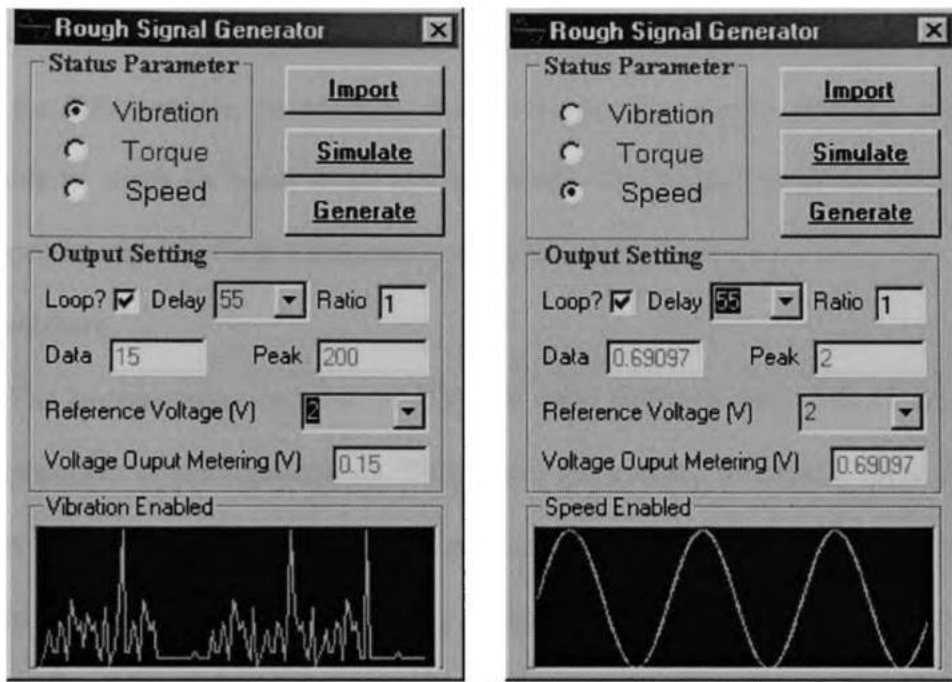 Rough Signal Generator
Status Parameter
Vibration
Torque
Speed
Import
Simulate
Generate
Output Setting
Loop? Delay 55 Ratio 1
Data 15 Peak 200
Reference Voltage (V) 2
Voltage Ouput Metering (V) 0.15
Vibration Enabled
Rough Signal Generator
Status Parameter
Vibration
Torque
Speed
Import
Simulate
Generate
Output Setting
Loop? Delay 55 Ratio 1
Data 0.69097 Peak 2
Reference Voltage (V) 2
Voltage Ouput Metering (V) 0.69097
Speed Enabled